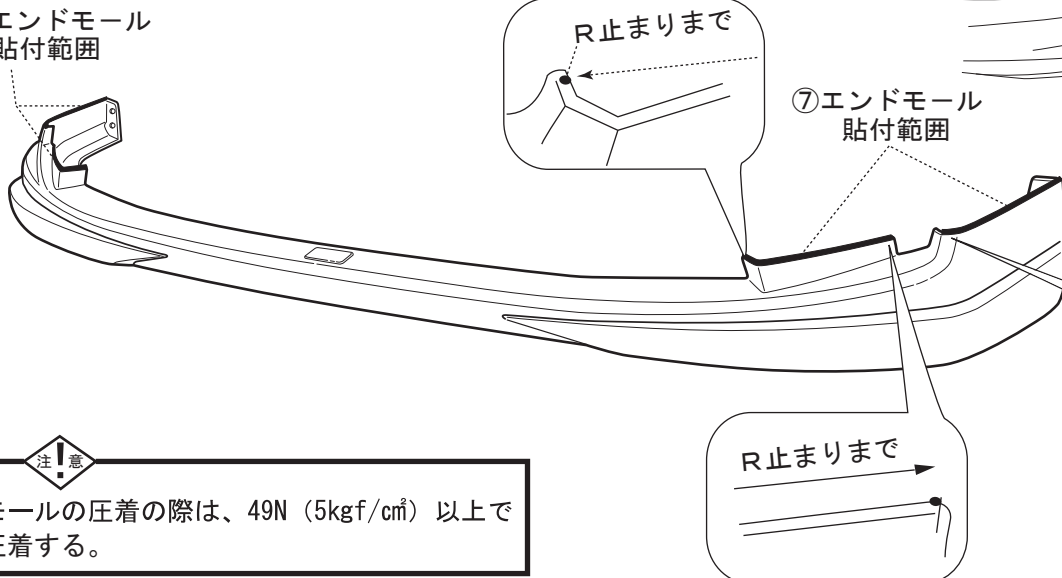 エンドモール
貼付範囲
R止まりまで
⑦エンドモール
貼付範囲
R止まりまで
注!意
モールの圧着の際は、49N（5kgf/c㎡）以上で
圧着する。